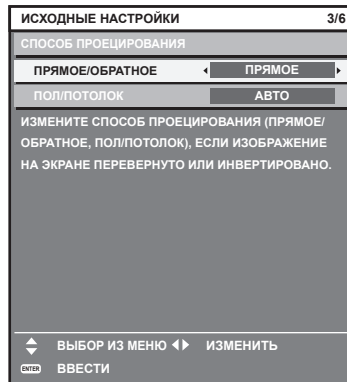 ИСХОДНЫЕ НАСТРОЙКИ 3/6
СПОСОБ ПРОЕЦИРОВАНИЯ
ПРЯМОЕ/ОБРАТНОЕ ПРЯМОЕ
ПОЛ/ПОТОЛОК АВТО
ИЗМЕНИТЕ СПОСОБ ПРОЕЦИРОВАНИЯ (ПРЯМОЕ/
ОБРАТНОЕ, ПОЛ/ПОТОЛОК), ЕСЛИ ИЗОБРАЖЕНИЕ
НА ЭКРАНЕ ПЕРЕВЕРНУТО ИЛИ ИНВЕРТИРОВАНО.
ВЫБОР ИЗ МЕНЮ ИЗМЕНИТЬ
ENTER ВВЕСТИ